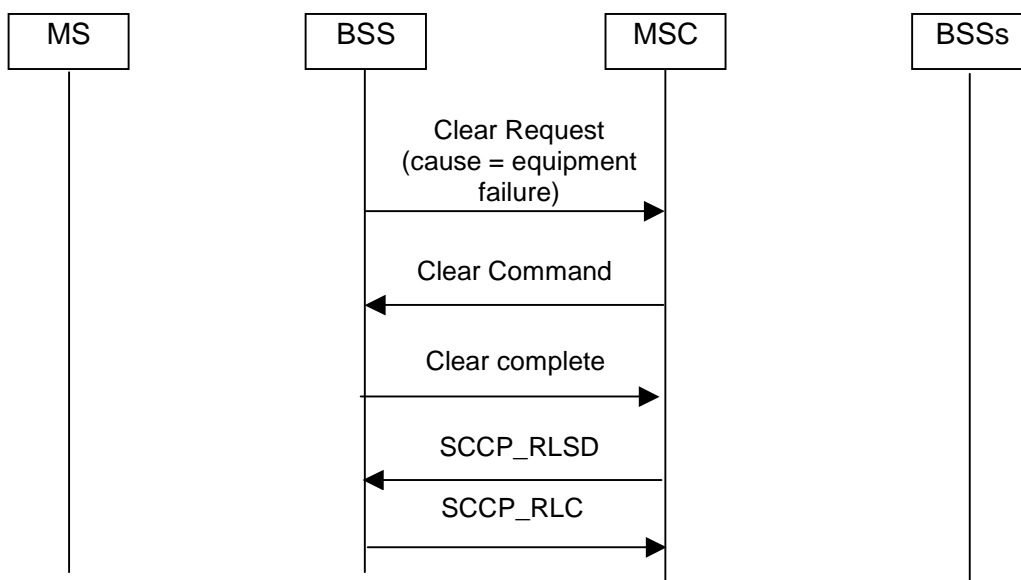 MS
BSS
MSC
BSSs
Clear Request
(cause = equipment
failure)
Clear Command
Clear complete
SCCP_RLSD
SCCP_RLC